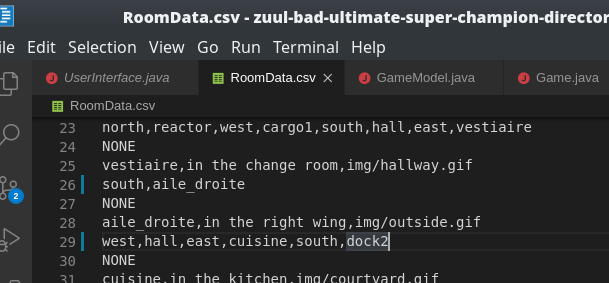 RoomData.csv - zuul-bad-ultimate-super-champion-director
ile Edit Selection View Go Run Terminal Help
UserInterface.java RoomData.csv GameModel.java Game.java
RoomData.csv
23 north,reactor,west,cargo1,south,hall,east,vestiaire
24 NONE
25 vestiaire,in the change room,img/hallway.gif
26 south,aile_droite
27 NONE
28 aile_droite,in the right wing,img/outside.gif
29 west,hall,east,cuisine,south,dock2
30 NONE
31 cuisine,in the kitchen,img/courtyard.gif
2